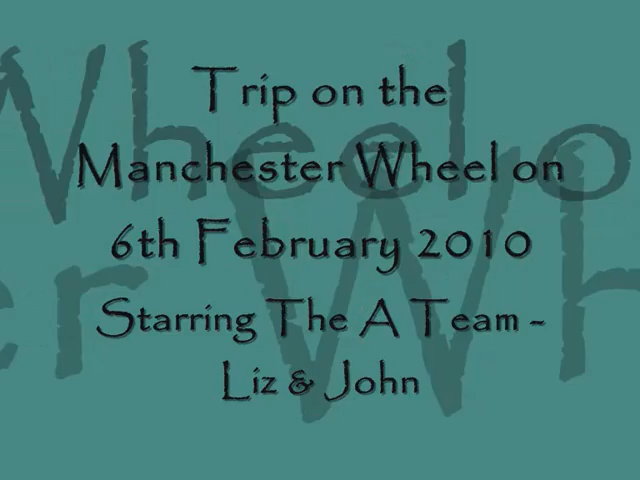 Trip on the
Manchester Wheel on
6th February 2010
Starring The A Team -
Liz & John